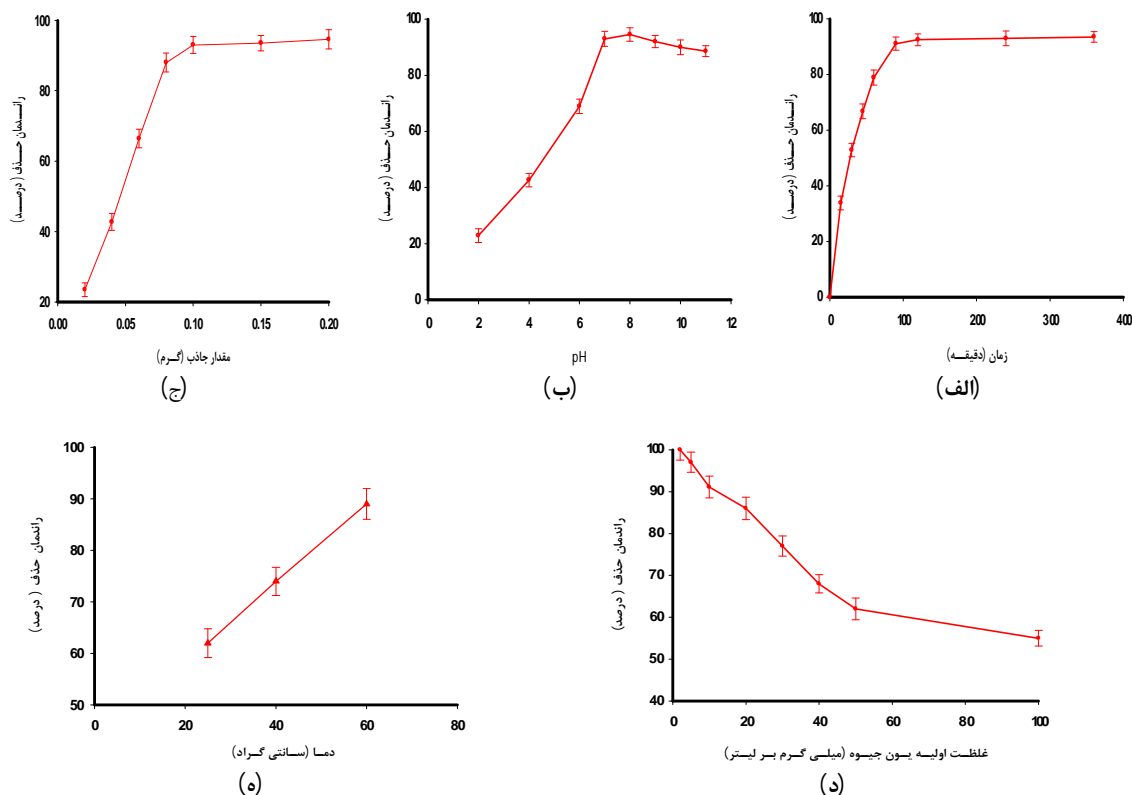 راندمان حذف (درصد)
100
80
60
40
20
0
0 100 200 300 400
زمان (دقیقه)
(الف)
راندمان حذف (درصد)
100
80
60
40
20
0
0 2 4 6 8 10 12
pH
(ب)
راندمان حذف (درصد)
100
80
60
40
20
0.00 0.05 0.10 0.15 0.20
مقدار جاذب (گرم)
(ج)
راندمان حذف (درصد)
100
90
80
70
60
50
40
0 20 40 60 80 100
غلظت اولیه یون جیوه (میلی گرم بر لیتر)
(د)
راندمان حذف (درصد)
100
90
80
70
60
50
0 20 40 60 80
دما (سانتی گراد)
(ه)